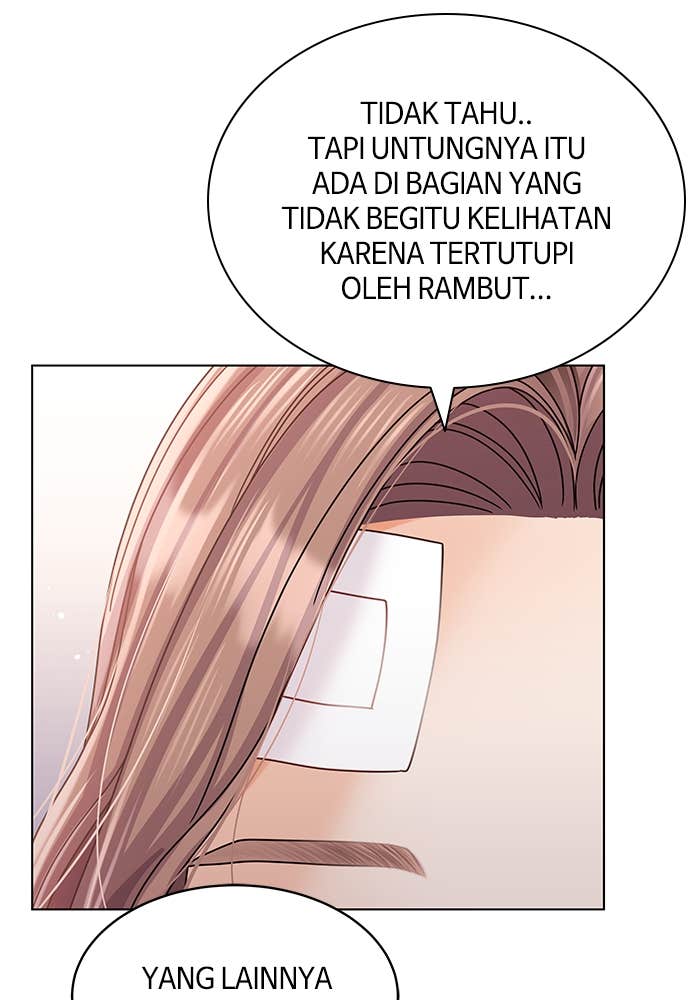 TIDAK TAHU..
TAPI UNTUNGNYA ITU
ADA DI BAGIAN YANG
TIDAK BEGITU KELIHATAN
KARENA TERTUTUPI
OLEH RAMBUT...
YANG LAINNYA